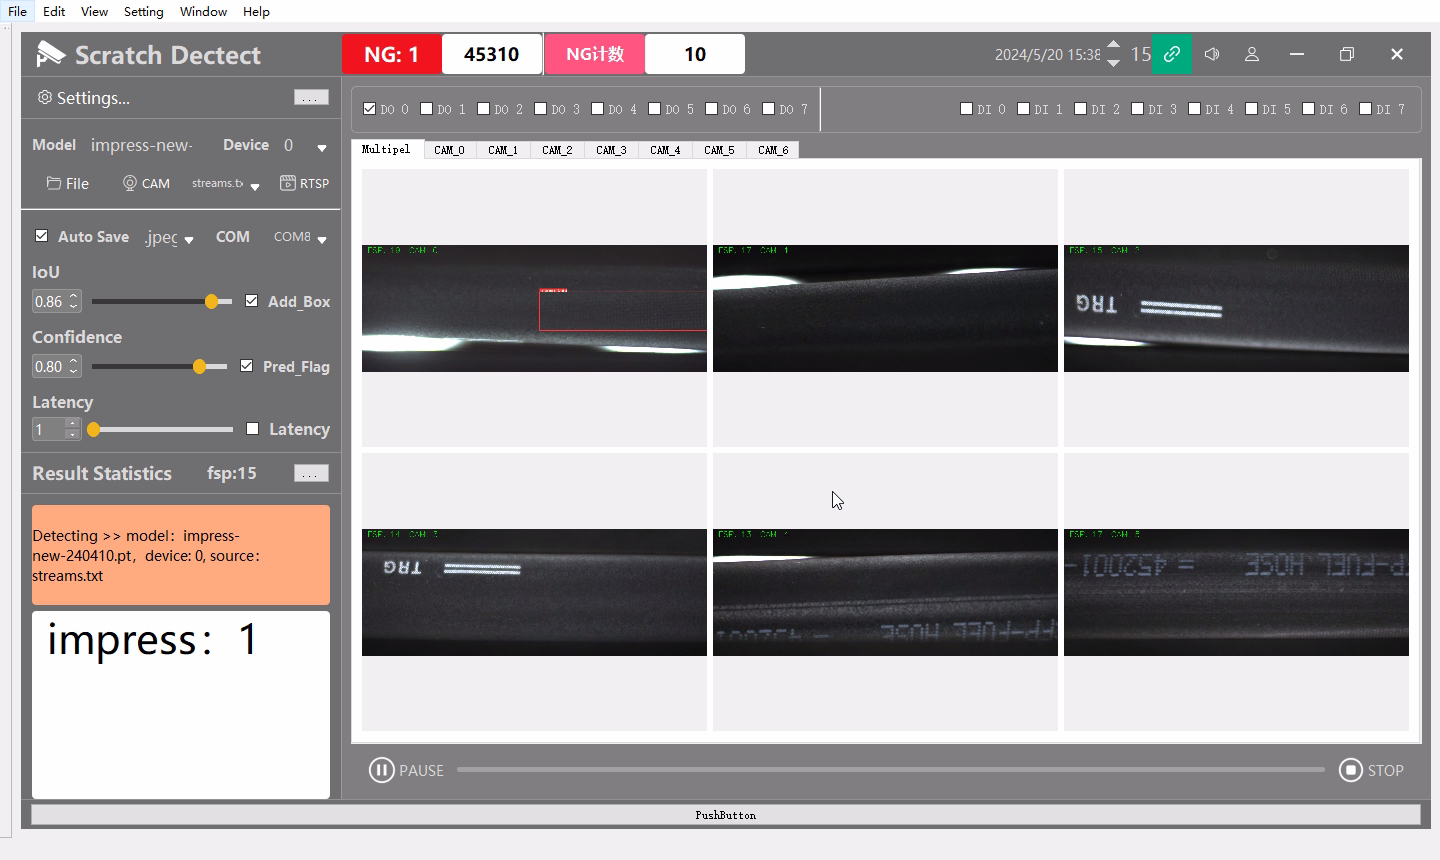 File Edit View Setting Window Help
Scratch Dectect
NG: 1
45310
NG计数
10
2024/5/20 15:38
15
Settings...
...
DO 0 DO 1 DO 2 DO 3 DO 4 DO 5 DO 6 DO 7
DI 0 DI 1 DI 2 DI 3 DI 4 DI 5 DI 6 DI 7
Model impress-new- Device 0
File CAM streams.tx RTSP
Auto Save .jpeg COM COM8
IoU
0.86 Add_Box
Confidence
0.80 Pred_Flag
Latency
1 Latency
Result Statistics fsp:15 ...
Detecting >> model：impress-
new-240410.pt，device: 0, source：
streams.txt
impress：1
Multipel CAM_0 CAM_1 CAM_2 CAM_3 CAM_4 CAM_5 CAM_6
TRG
TRG
FUEL HOSE
FUEL HOSE = 452001-
PAUSE
STOP
PushButton